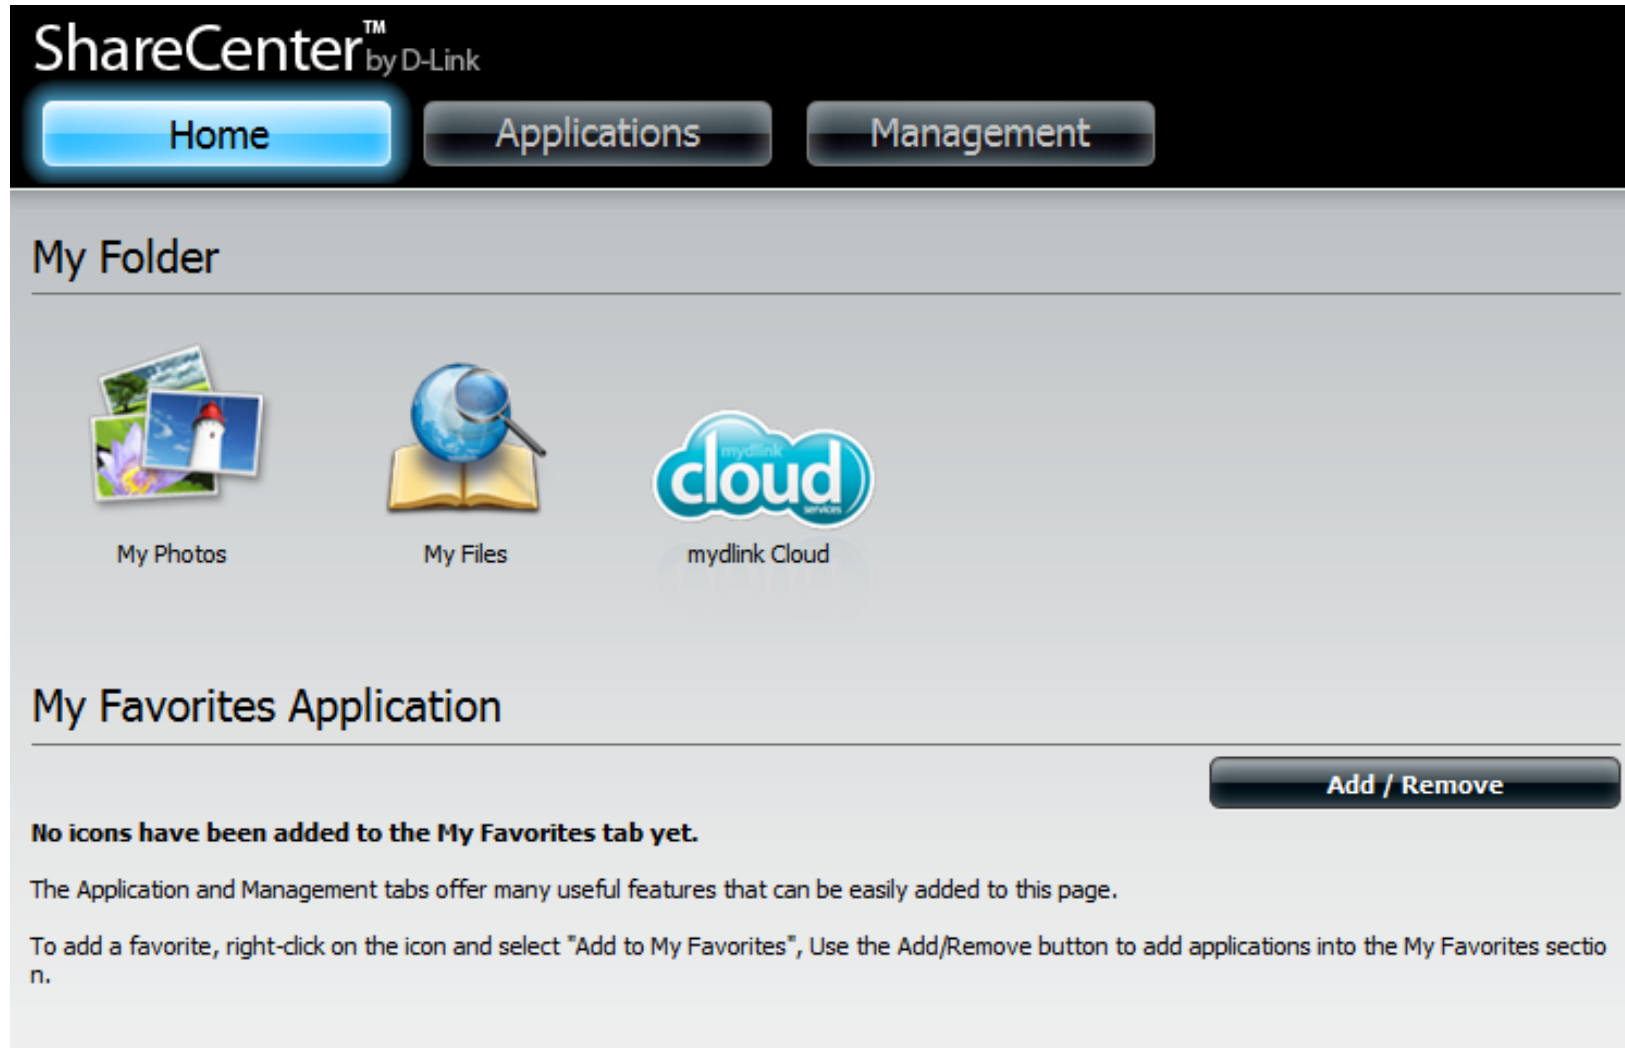 ShareCenter™ by D-Link
Home Applications Management
My Folder
mydlink
cloud
services
My Photos My Files mydlink Cloud
My Favorites Application
Add / Remove
No icons have been added to the My Favorites tab yet.
The Application and Management tabs offer many useful features that can be easily added to this page.
To add a favorite, right-click on the icon and select "Add to My Favorites", Use the Add/Remove button to add applications into the My Favorites sectio
n.